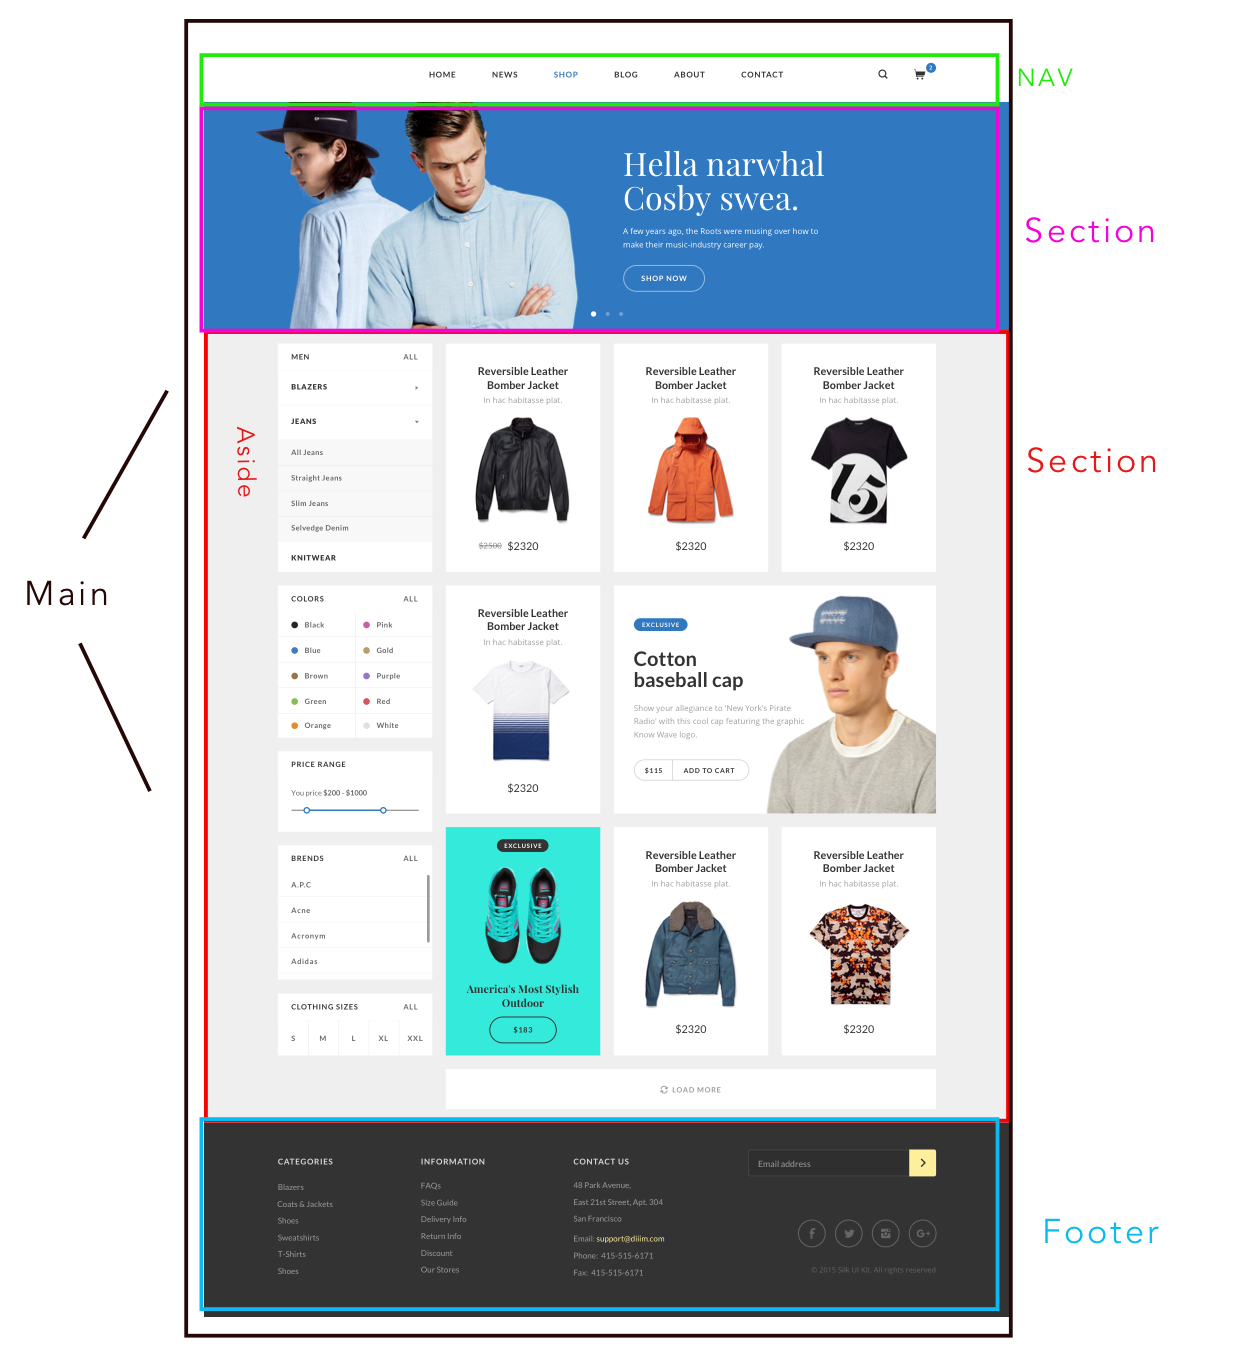 HOME NEWS SHOP BLOG ABOUT CONTACT 2
NAV
Hella narwhal
Cosby swea.
A few years ago, the Roots were musing over how to
make their music-industry career pay.
SHOP NOW
Section
Main
Aside
MEN ALL
BLAZERS
JEANS
All Jeans
Straight Jeans
Slim Jeans
Selvedge Denim
KNITWEAR
COLORS ALL
Black Pink
Blue Gold
Brown Purple
Green Red
Orange White
PRICE RANGE
You price $200 - $1000
BRENDS ALL
A.P.C
Acne
Acronym
Adidas
CLOTHING SIZES ALL
S M L XL XXL
Reversible Leather
Bomber Jacket
In hac habitasse plat.
$2500 $2320
Reversible Leather
Bomber Jacket
In hac habitasse plat.
$2320
Reversible Leather
Bomber Jacket
In hac habitasse plat.
15
$2320
Section
Reversible Leather
Bomber Jacket
In hac habitasse plat.
$2320
EXCLUSIVE
Cotton
baseball cap
Show your allegiance to 'New York's Pirate
Radio' with this cool cap featuring the graphic
Know Wave logo.
$115 ADD TO CART
KNOW
WAVE
EXCLUSIVE
America's Most Stylish
Outdoor
$183
Reversible Leather
Bomber Jacket
In hac habitasse plat.
$2320
Reversible Leather
Bomber Jacket
In hac habitasse plat.
$2320
LOAD MORE
CATEGORIES
Blazers
Coats & Jackets
Shoes
Sweatshirts
T-Shirts
Shoes
INFORMATION
FAQs
Size Guide
Delivery Info
Return Info
Discount
Our Stores
CONTACT US
48 Park Avenue,
East 21st Street, Apt. 304
San Francisco
Email: support@diiim.com
Phone: 415-515-6171
Fax: 415-515-6171
Email address
f G+
© 2015 Silk UI Kit. All rights reserved
Footer